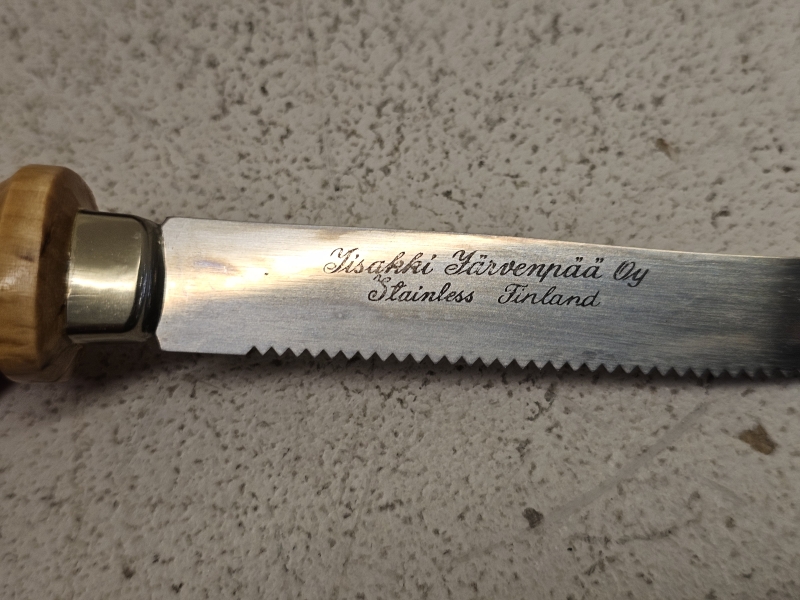 Iisakki Järvenpää Oy
Stainless Finland